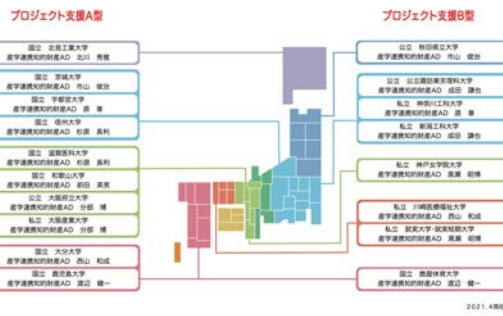 プロジェクト支援A型
国立 北見工業大学
産学連携知的財産AD 北川 秀雄
国立 茨城大学
産学連携知的財産AD 市山 俊治
国立 宇都宮大学
産学連携知的財産AD 原 章
国立 信州大学
産学連携知的財産AD 杉原 長利
国立 滋賀医科大学
産学連携知的財産AD 杉原 長利
国立 和歌山大学
産学連携知的財産AD 前田 英男
公立 大阪府立大学
産学連携知的財産AD 分部 博
私立 大阪産業大学
産学連携知的財産AD 分部 博
国立 大分大学
産学連携知的財産AD 西山 和成
国立 鹿児島大学
産学連携知的財産AD 渡辺 健一
プロジェクト支援B型
公立 秋田県立大学
産学連携知的財産AD 市山 俊治
公立 公立諏訪東京理科大学
産学連携知的財産AD 成田 謙也
私立 神奈川工科大学
産学連携知的財産AD 原 章
私立 新潟工科大学
産学連携知的財産AD 成田 謙也
私立 神戸女学院大学
産学連携知的財産AD 風瀬 昭博
私立 川崎医療福祉大学
産学連携知的財産AD 西山 和成
私立 就実大学・就実短期大学
産学連携知的財産AD 風瀬 昭博
国立 鹿屋体育大学
産学連携知的財産AD 渡辺 健一
2021.4現在